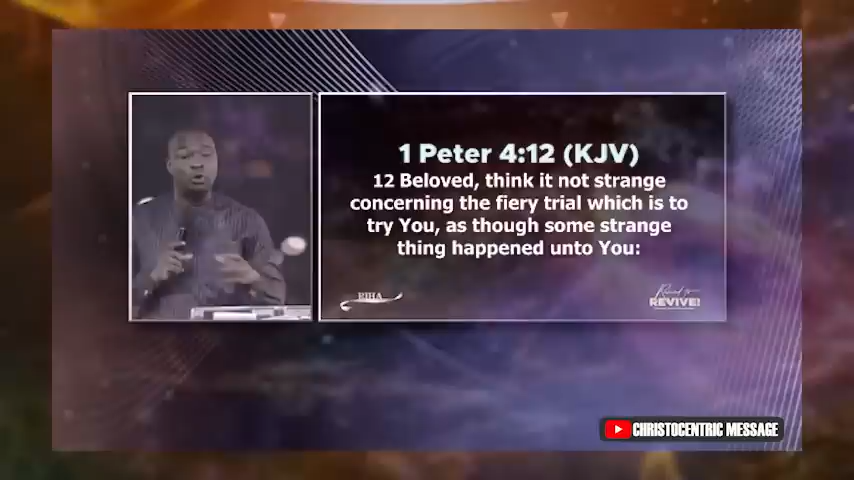 1 Peter 4:12 (KJV)
12 Beloved, think it not strange
concerning the fiery trial which is to
try You, as though some strange
thing happened unto You:
REVIVE!
CHRISTOCENTRIC MESSAGE